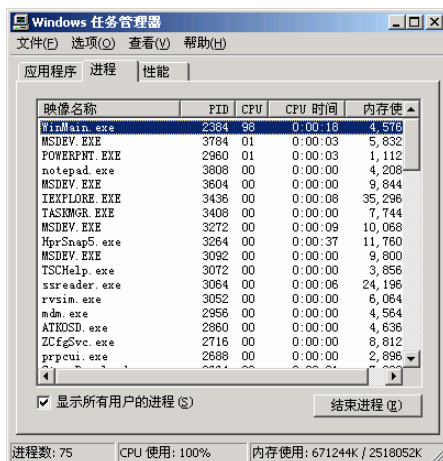 Windows 任务管理器
文件(F) 选项(O) 查看(V) 帮助(H)
应用程序 进程 性能
映像名称 PID CPU CPU 时间 内存使
WinMain.exe 2384 98 0:00:18 4,576
MSDEV.EXE 3784 01 0:00:03 5,832
POWERPNT.EXE 2960 01 0:00:03 1,112
notepad.exe 3808 00 0:00:00 4,208
MSDEV.EXE 3604 00 0:00:00 9,844
IEXPLORE.EXE 3436 00 0:00:08 35,296
TASKMGR.EXE 3408 00 0:00:00 7,744
MSDEV.EXE 3272 00 0:00:09 10,068
HprSnap5.exe 3264 00 0:00:37 11,760
MSDEV.EXE 3092 00 0:00:00 9,800
TSCHelp.exe 3072 00 0:00:00 3,856
ssreader.exe 3064 00 0:00:06 24,196
rvsim.exe 3052 00 0:00:00 6,064
mdm.exe 2956 00 0:00:00 4,564
ATKOSD.exe 2860 00 0:00:00 4,636
ZCfgSvc.exe 2716 00 0:00:00 8,812
prpcui.exe 2688 00 0:00:00 2,896
显示所有用户的进程(S) 结束进程(E)
进程数: 75 CPU 使用: 100% 内存使用: 671244K / 2518052K